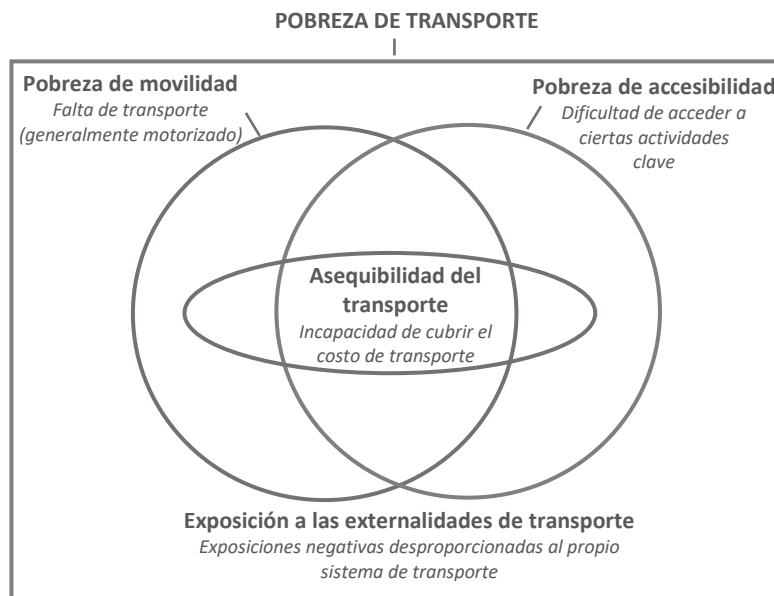 POBREZA DE TRANSPORTE
Pobreza de movilidad
Falta de transporte
(generalmente motorizado)
Pobreza de accesibilidad
Dificultad de acceder a
ciertas actividades
clave
Asequibilidad del
transporte
Incapacidad de cubrir el
costo de transporte
Exposición a las externalidades de transporte
Exposiciones negativas desproporcionadas al propio
sistema de transporte